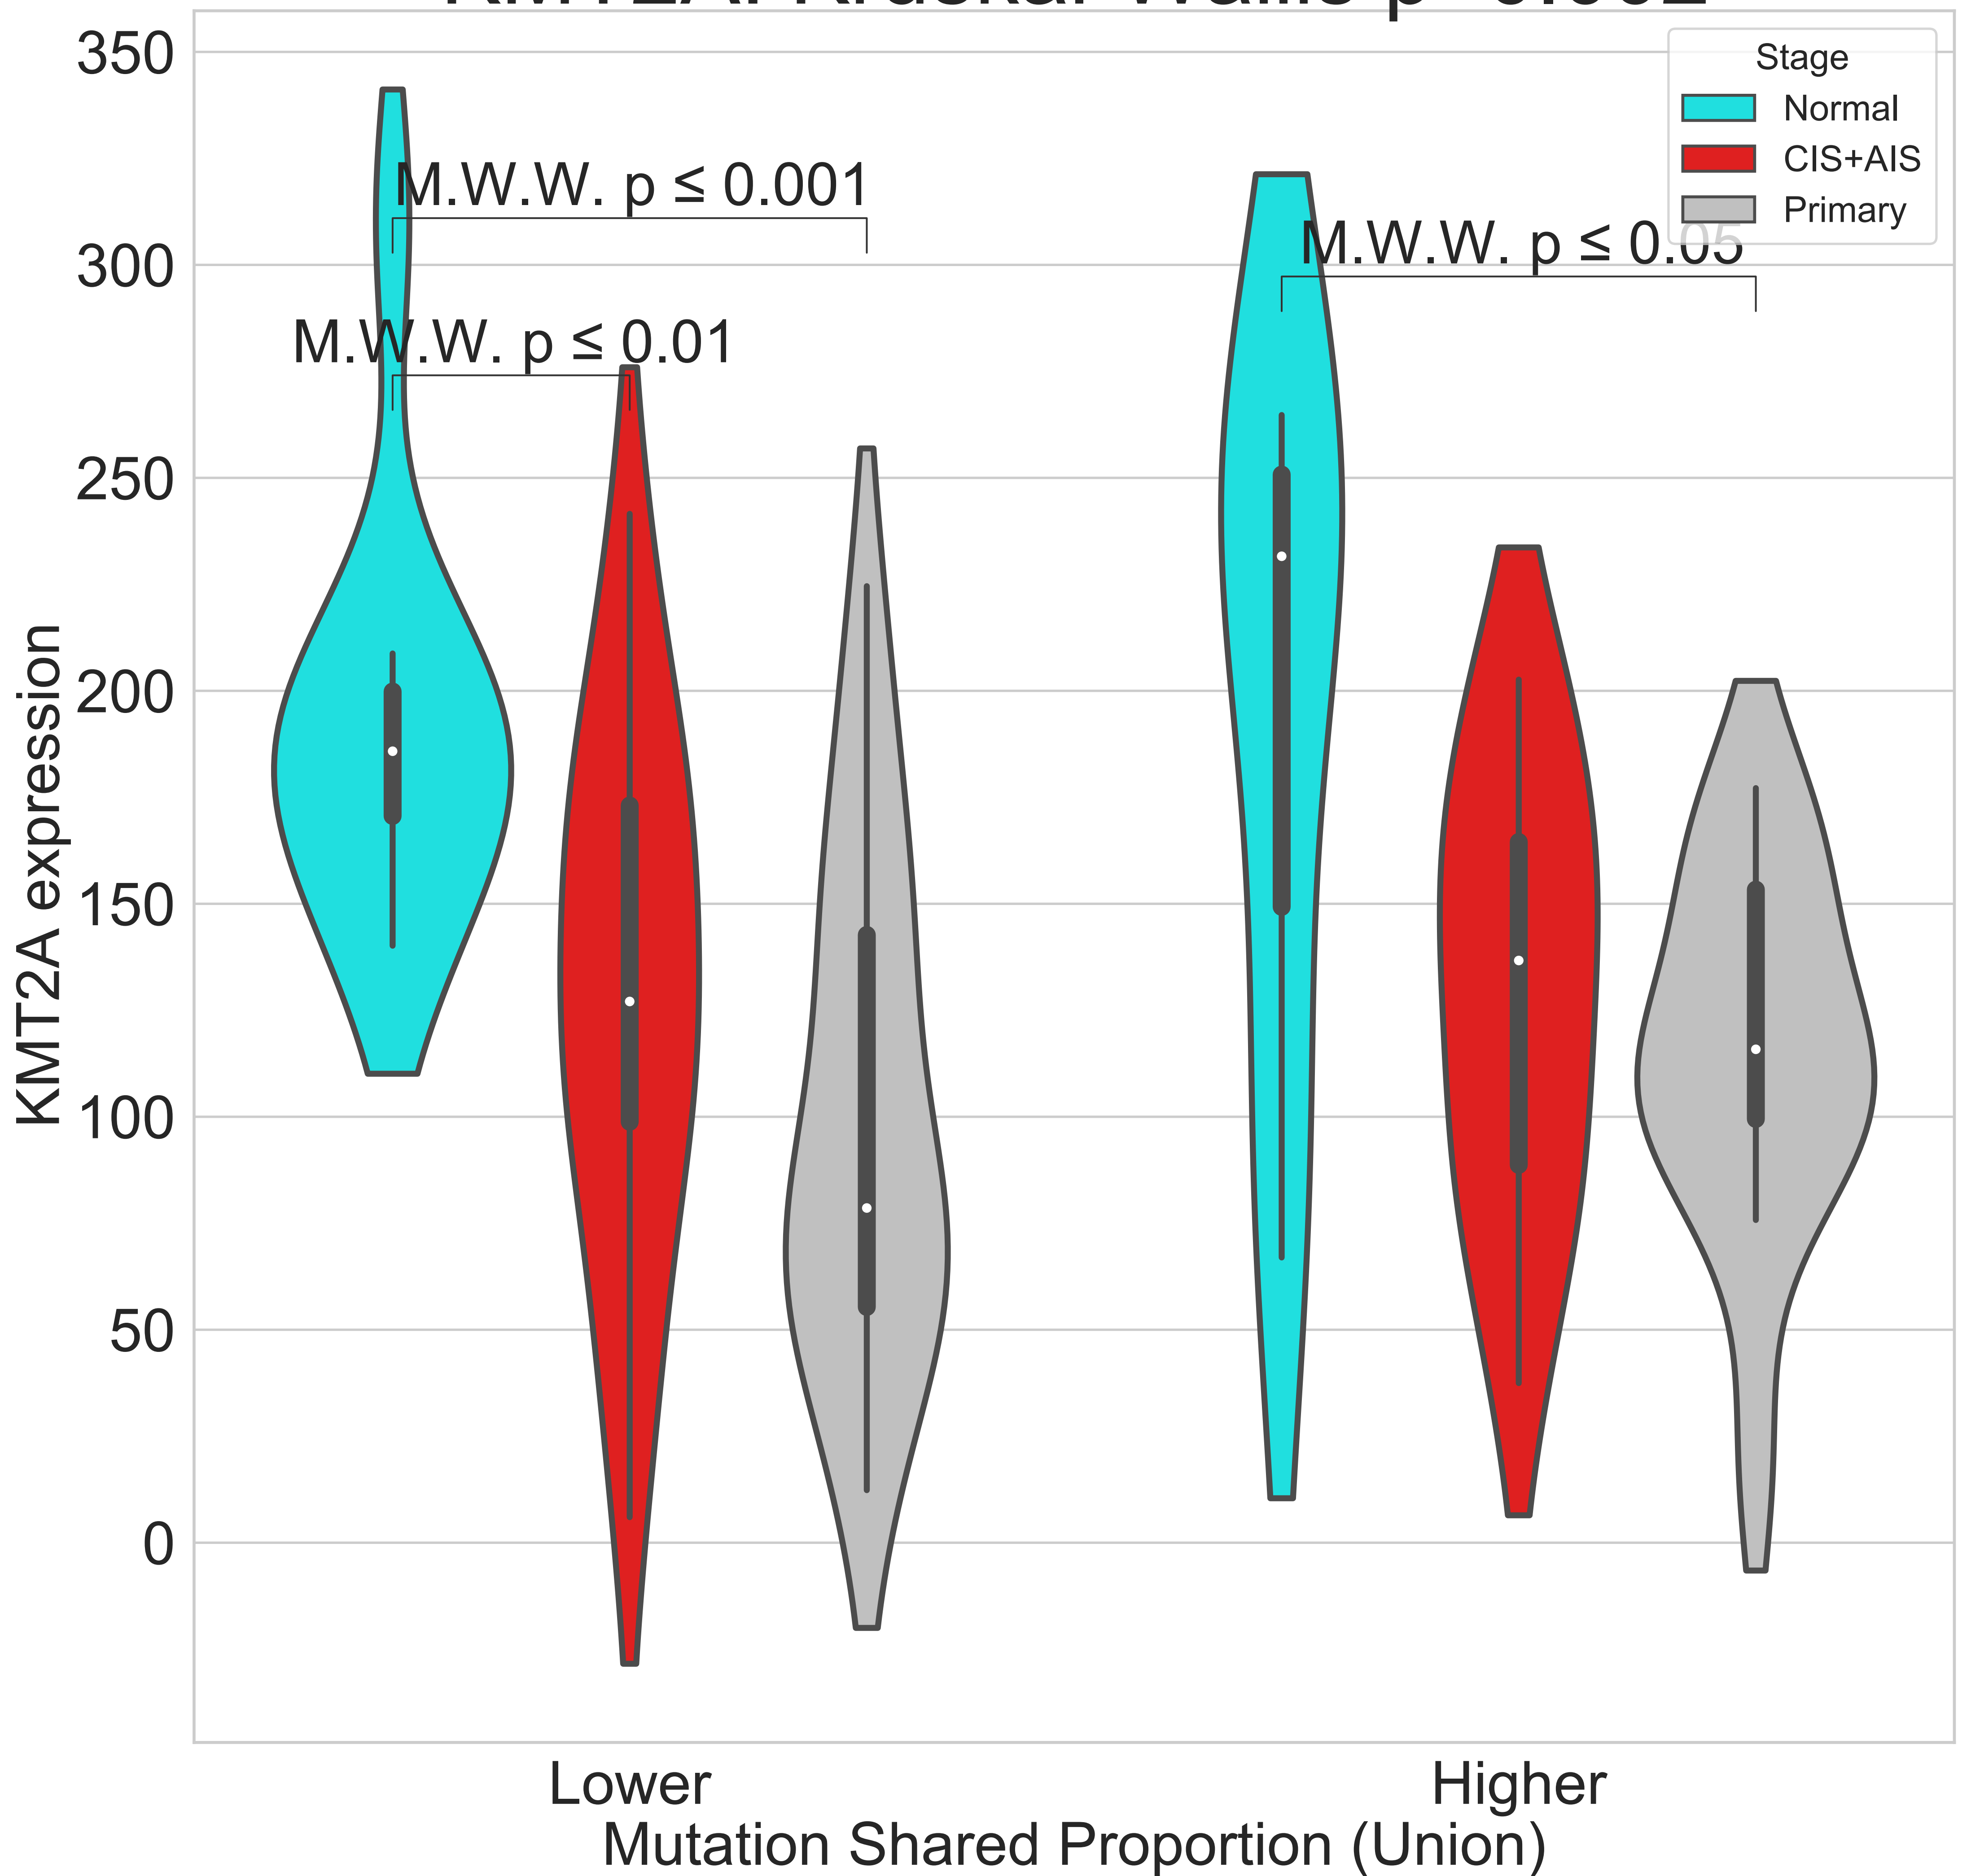 350
300
250
200
150
100
50
0
KMT2A expression
M.W.W. p ≤ 0.001
M.W.W. p ≤ 0.01
M.W.W. p ≤ 0.05
Stage
Normal
CIS+AIS
Primary
Lower
Higher
Mutation Shared Proportion (Union)